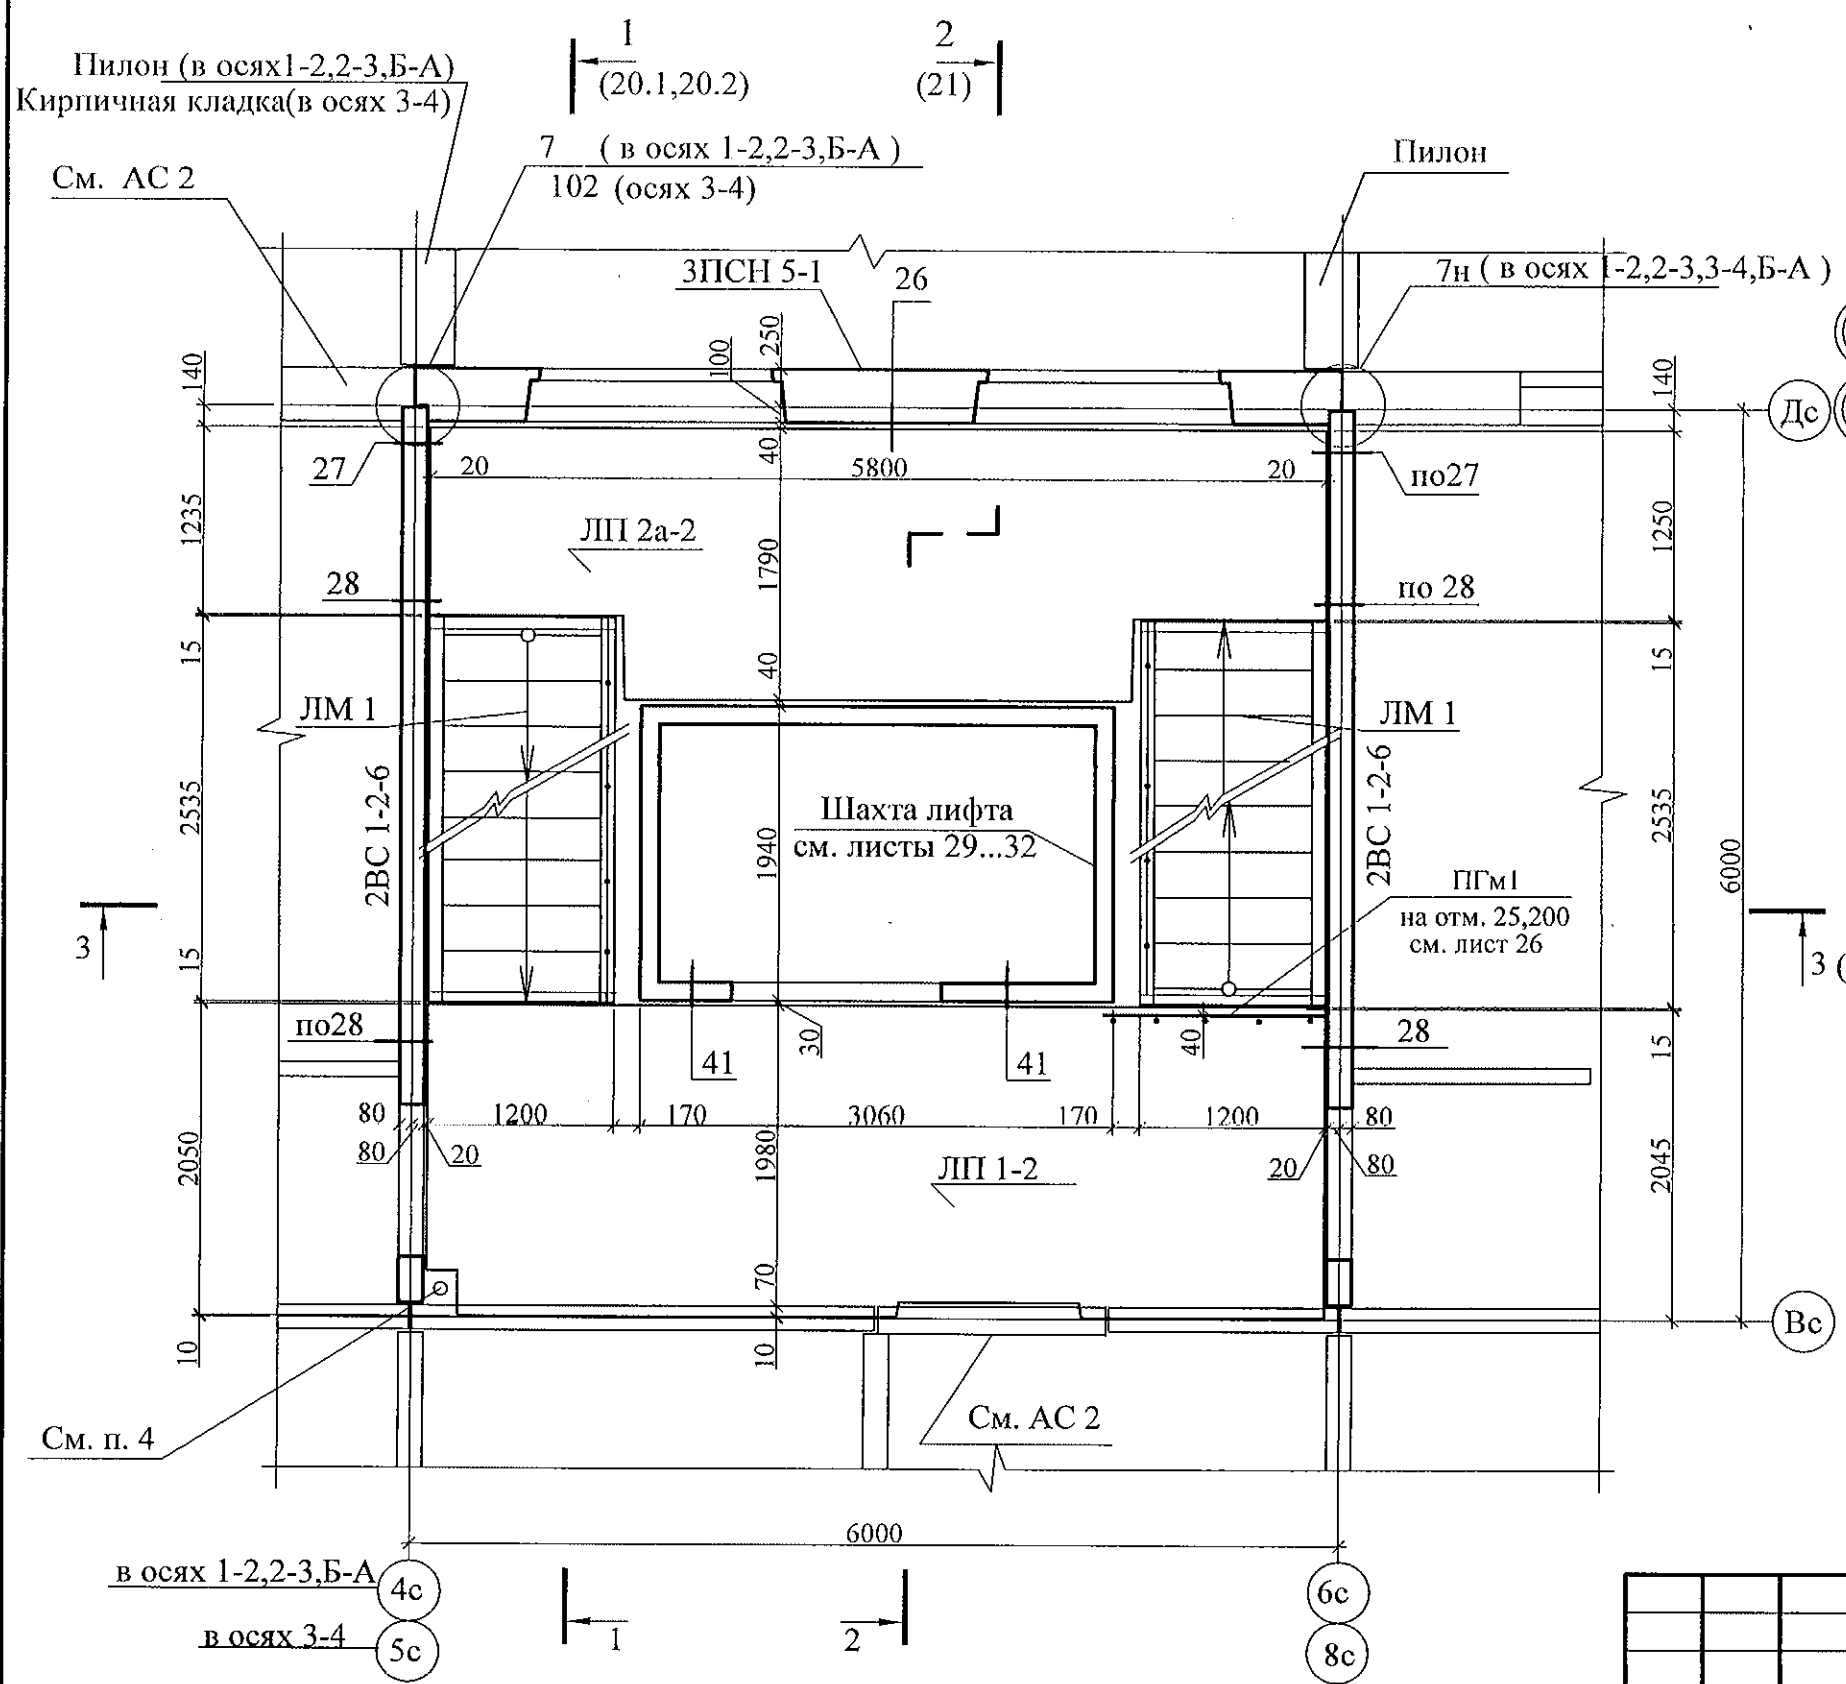 1
2
Пилон (в осях1-2,2-3,Б-А)
Кирпичная кладка(в осях 3-4)
(20.1,20.2)
(21)
7 ( в осях 1-2,2-3,Б-А )
102 (осях 3-4)
Пилон
См. АС 2
3ПСН 5-1
26
7н ( в осях 1-2,2-3,3-4,Б-А )
140
100
250
140
Дс
27
20
40
5800
20
по27
1235
ЛП 2а-2
1790
1250
28
по 28
15
40
15
ЛМ 1
ЛМ 1
2ВС 1-2-6
2535
Шахта лифта
см. листы 29...32
1940
2ВС 1-2-6
2535
6000
ПГм1
на отм. 25,200
см. лист 26
3
15
3 (
по28
30
40
28
15
41
41
80
1200
170
3060
170
1200
80
80
20
20
80
2050
1980
ЛП 1-2
2045
70
10
10
Вс
См. п. 4
См. АС 2
6000
в осях 1-2,2-3,Б-А
4с
6с
в осях 3-4
5с
1
2
8с